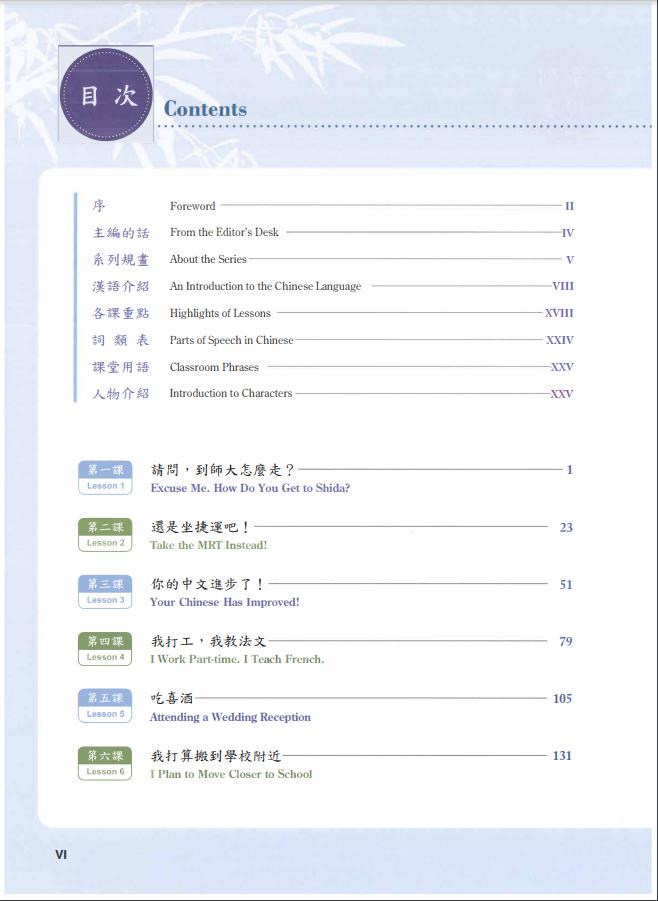 目次
Contents
序 Foreword II
主編的話 From the Editor's Desk IV
系列規畫 About the Series V
漢語介紹 An Introduction to the Chinese Language VIII
各課重點 Highlights of Lessons XVIII
詞類表 Parts of Speech in Chinese XXIV
課堂用語 Classroom Phrases XXV
人物介紹 Introduction to Characters XXV
第一課 請問，到師大怎麼走？ 1
Lesson 1 Excuse Me. How Do You Get to Shida?
第二課 還是坐捷運吧！ 23
Lesson 2 Take the MRT Instead!
第三課 你的中文進步了！ 51
Lesson 3 Your Chinese Has Improved!
第四課 我打工，我教法文 79
Lesson 4 I Work Part-time. I Teach French.
第五課 吃喜酒 105
Lesson 5 Attending a Wedding Reception
第六課 我打算搬到學校附近 131
Lesson 6 I Plan to Move Closer to School
VI